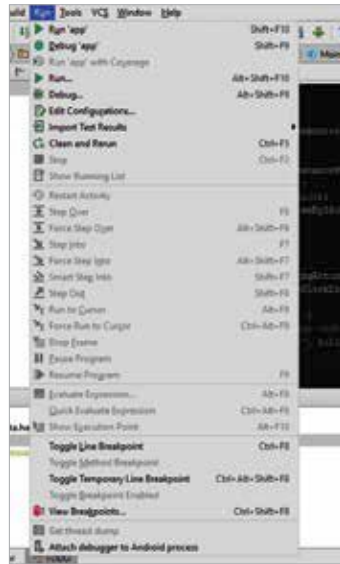 Run Tools VCS Window Help
Run 'app' Shift+F10
Debug 'app' Shift+F9
Run 'app' with Coverage
Run... Alt+Shift+F10
Debug... Alt+Shift+F9
Edit Configurations...
Import Test Results
Clean and Rerun Ctrl+F5
Stop Ctrl+F2
Show Running List
Restart Activity
Step Over F8
Force Step Over Alt+Shift+F8
Step Into F7
Force Step Into Alt+Shift+F7
Smart Step Into Shift+F7
Step Out Shift+F8
Run to Cursor Alt+F9
Force Run to Cursor Ctrl+Alt+F9
Drop Frame
Pause Program
Resume Program F9
Evaluate Expression... Alt+F8
Quick Evaluate Expression Ctrl+Alt+F8
Show Execution Point Alt+F10
Toggle Line Breakpoint Ctrl+F8
Toggle Method Breakpoint
Toggle Temporary Line Breakpoint Ctrl+Alt+Shift+F8
Toggle Breakpoint Enabled
View Breakpoints... Ctrl+Shift+F8
Get thread dump
Attach debugger to Android process